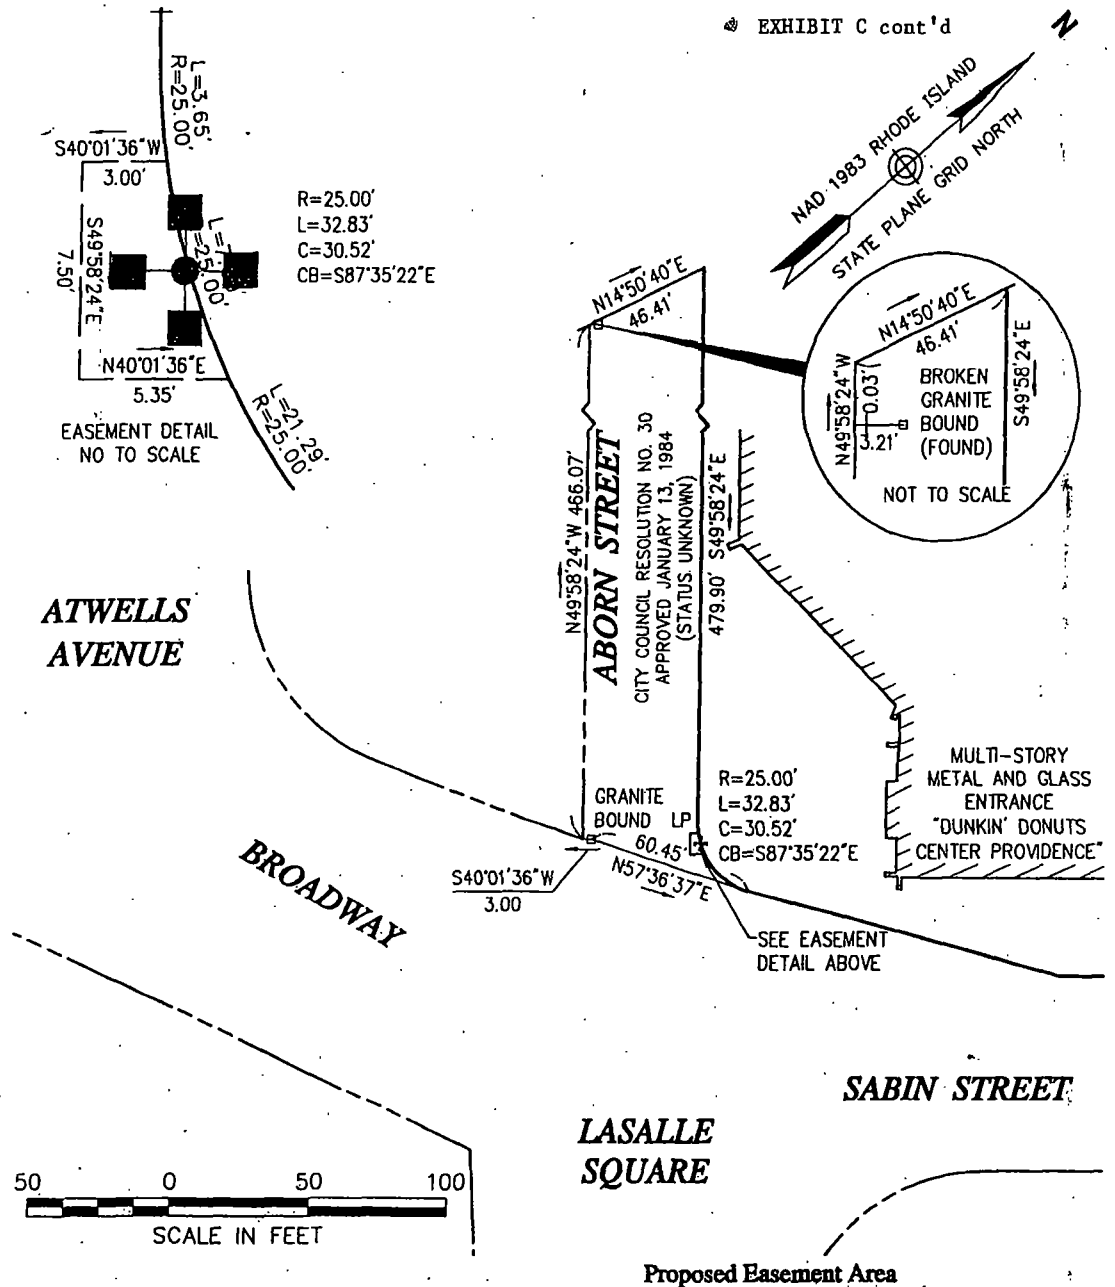 EXHIBIT C cont'd
N
NAD 1983 RHODE ISLAND
STATE PLANE GRID NORTH
L=3.65'
R=25.00'
S40°01'36"W
3.00'
S49°58'24"E
7.50'
=25.00'
N40°01'36"E
5.35'
L=21.29'
R=25.00'
EASEMENT DETAIL
NO TO SCALE
R=25.00'
L=32.83'
C=30.52'
CB=S87°35'22"E
N14°50'40"E
46.41'
N14°50'40"E
46.41'
N49°58'24"W
0.03'
3.21'
BROKEN
GRANITE
BOUND
(FOUND)
S49°58'24"E
NOT TO SCALE
N49°58'24"W 466.07'
ABORN STREET
CITY COUNCIL RESOLUTION NO. 30
APPROVED JANUARY 13, 1984
(STATUS UNKNOWN)
479.90' S49°58'24"E
ATWELLS
AVENUE
BROADWAY
GRANITE
BOUND
LP
60.45'
N57°36'37"E
S40°01'36"W
3.00
R=25.00'
L=32.83'
C=30.52'
CB=S87°35'22"E
MULTI-STORY
METAL AND GLASS
ENTRANCE
"DUNKIN' DONUTS
CENTER PROVIDENCE"
SEE EASEMENT
DETAIL ABOVE
SABIN STREET
LASALLE
SQUARE
50 0 50 100
SCALE IN FEET
Proposed Easement Area